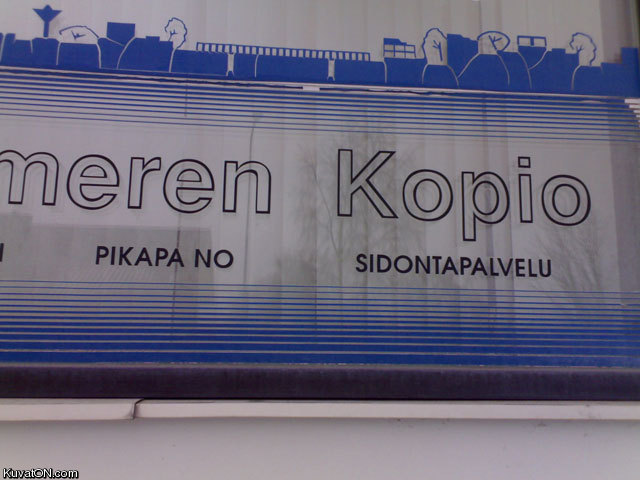 meren Kopio
PIKAPA NO SIDONTAPALVELU
KuvatON.com